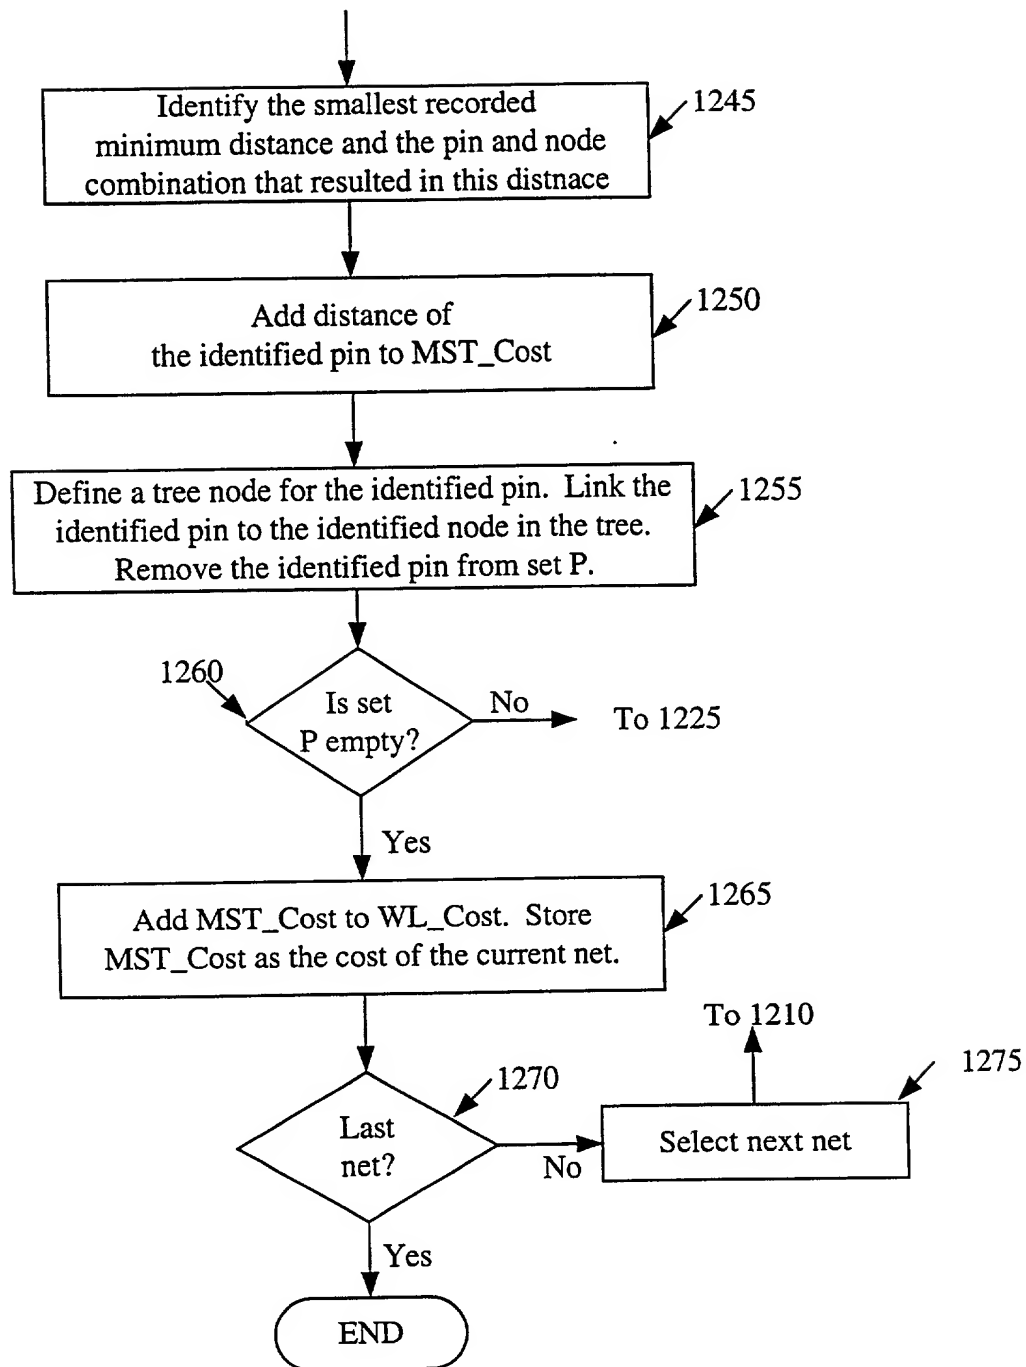 Identify the smallest recorded
minimum distance and the pin and node
combination that resulted in this distnace
1245
Add distance of
the identified pin to MST_Cost
1250
Define a tree node for the identified pin. Link the
identified pin to the identified node in the tree.
Remove the identified pin from set P.
1255
1260
Is set
P empty?
No
To 1225
Yes
Add MST_Cost to WL_Cost. Store
MST_Cost as the cost of the current net.
1265
To 1210
1270
1275
Last
net?
No
Select next net
Yes
END